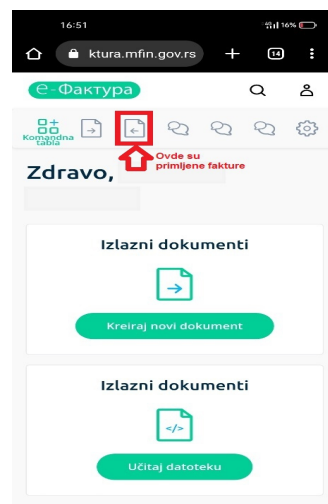 16:51
16%
ktura.mfin.gov.rs
14
e-Фактура
Komandna
tabla
Ovde su
primljene fakture
Zdravo,
Izlazni dokumenti
Kreiraj novi dokument
Izlazni dokumenti
</>
Učitaj datoteku